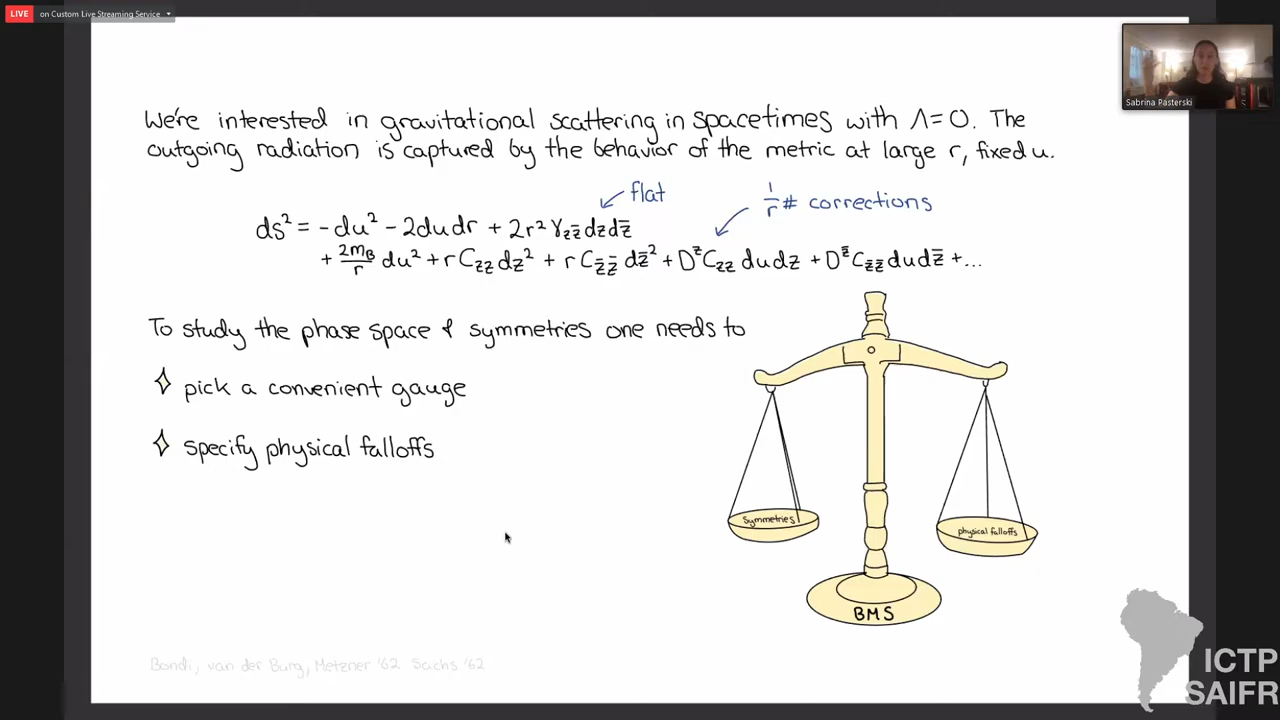 LIVE on Custom Live Streaming Service
Sabrina Pasterski
We're interested in gravitational scattering in spacetimes with Λ=0. The
outgoing radiation is captured by the behavior of the metric at large r, fixed u.
flat
1/r# corrections
ds² = -du² - 2dudr + 2r²γ_{zz̄}dzdz̄
+ 2m_B/r du² + rC_{zz}dz² + rC_{z̄z̄}dz̄² + D^zC_{zz}dudz + D^{z̄}C_{z̄z̄}dudz̄ + ...
To study the phase space & symmetries one needs to
✧ pick a convenient gauge
✧ specify physical falloffs
symmetries
physical falloffs
BMS
Bondi, van der Burg, Metzner '62 Sachs '62
ICTP
SAIFR